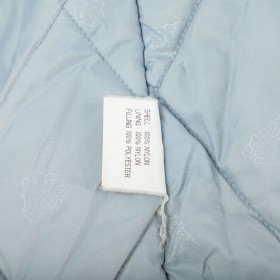 SHELL 100% NYLON
LINING 100% NYLON
FILLING 100% POLYESTER